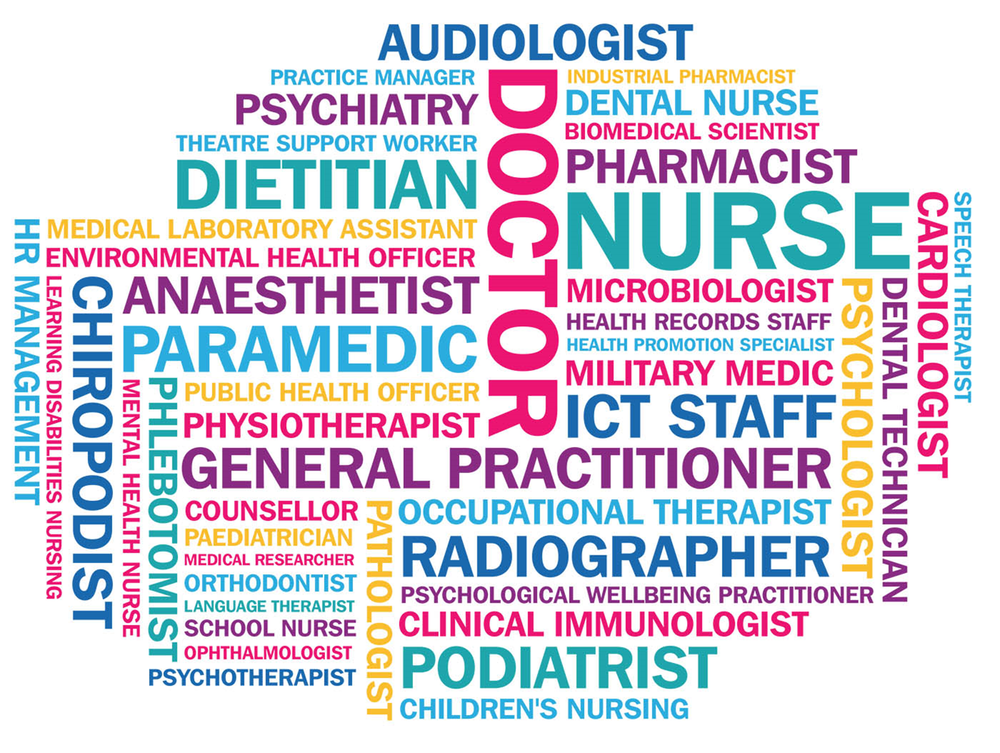 AUDIOLOGIST
PRACTICE MANAGER
PSYCHIATRY
THEATRE SUPPORT WORKER
DIETITIAN
MEDICAL LABORATORY ASSISTANT
ENVIRONMENTAL HEALTH OFFICER
ANAESTHETIST
PARAMEDIC
PUBLIC HEALTH OFFICER
PHYSIOTHERAPIST
DOCTOR
INDUSTRIAL PHARMACIST
DENTAL NURSE
BIOMEDICAL SCIENTIST
PHARMACIST
NURSE
MICROBIOLOGIST
HEALTH RECORDS STAFF
HEALTH PROMOTION SPECIALIST
MILITARY MEDIC
ICT STAFF
GENERAL PRACTITIONER
HR MANAGEMENT
LEARNING DISABILITIES NURSING
CHIROPODIST
MENTAL HEALTH NURSE
PHLEBOTOMIST
COUNSELLOR
PAEDIATRICIAN
MEDICAL RESEARCHER
ORTHODONTIST
LANGUAGE THERAPIST
SCHOOL NURSE
OPHTHALMOLOGIST
PSYCHOTHERAPIST
PATHOLOGIST
OCCUPATIONAL THERAPIST
RADIOGRAPHER
PSYCHOLOGICAL WELLBEING PRACTITIONER
CLINICAL IMMUNOLOGIST
PODIATRIST
CHILDREN'S NURSING
PSYCHOLOGIST
DENTAL TECHNICIAN
CARDIOLOGIST
SPEECH THERAPIST